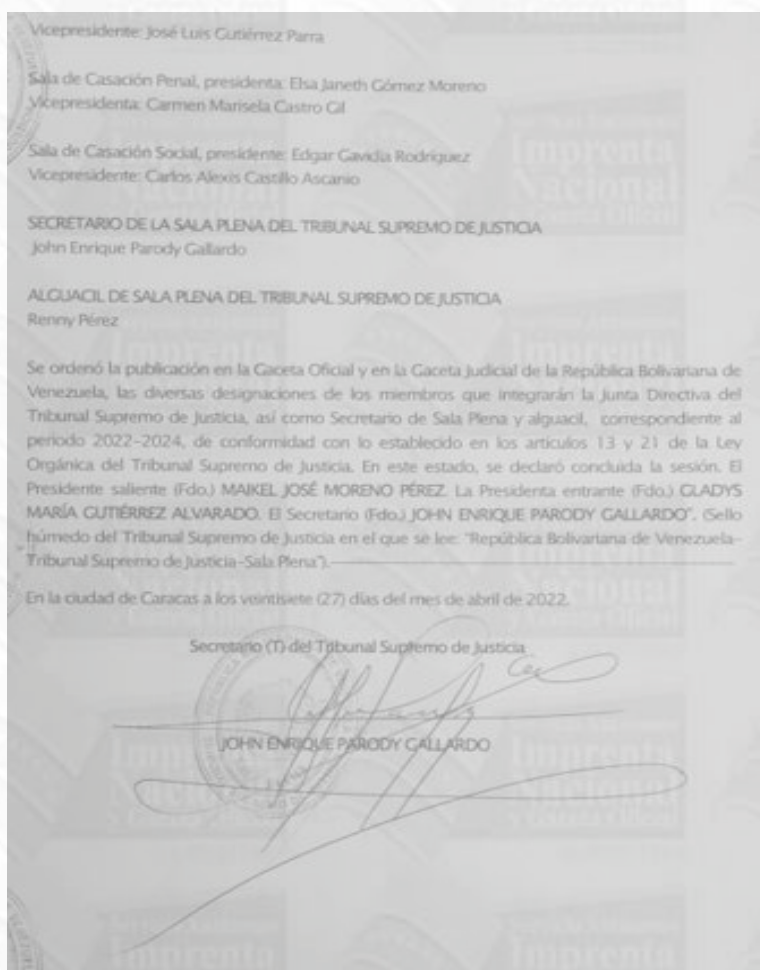 Vicepresidente: José Luis Gutiérrez Parra
Sala de Casación Penal, presidenta: Elsa Janeth Gómez Moreno
Vicepresidenta: Carmen Marisela Castro Gil
Sala de Casación Social, presidente: Edgar Gavidia Rodríguez
Vicepresidente: Carlos Alexis Castillo Ascanio
SECRETARIO DE LA SALA PLENA DEL TRIBUNAL SUPREMO DE JUSTICIA
John Enrique Parody Gallardo
ALGUACIL DE SALA PLENA DEL TRIBUNAL SUPREMO DE JUSTICIA
Renny Pérez
Se ordenó la publicación en la Gaceta Oficial y en la Gaceta Judicial de la República Bolivariana de
Venezuela, las diversas designaciones de los miembros que integrarán la Junta Directiva del
Tribunal Supremo de Justicia, así como Secretario de Sala Plena y alguacil, correspondiente al
período 2022-2024, de conformidad con lo establecido en los artículos 13 y 21 de la Ley
Orgánica del Tribunal Supremo de Justicia. En este estado, se declaró concluida la sesión. El
Presidente saliente (Fdo.) MAIKEL JOSÉ MORENO PÉREZ. La Presidenta entrante (Fdo.) GLADYS
MARÍA GUTIÉRREZ ALVARADO. El Secretario (Fdo.) JOHN ENRIQUE PARODY GALLARDO". (Sello
húmedo del Tribunal Supremo de Justicia en el que se lee: "República Bolivariana de Venezuela-
Tribunal Supremo de Justicia-Sala Plena").
En la ciudad de Caracas a los veintisiete (27) días del mes de abril de 2022.
Secretario (T) del Tribunal Supremo de Justicia
JOHN ENRIQUE PARODY GALLARDO
Imprenta
Nacional
y Gaceta Oficial